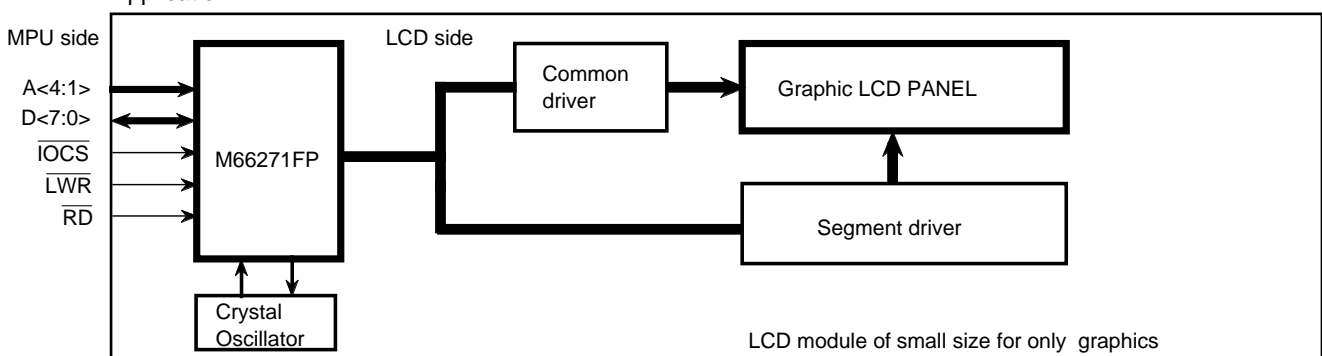 MPU side
LCD side
A<4:1>
D<7:0>
IOCS
LWR
RD
M66271FP
Common
driver
Graphic LCD PANEL
Segment driver
Crystal
Oscillator
LCD module of small size for only graphics